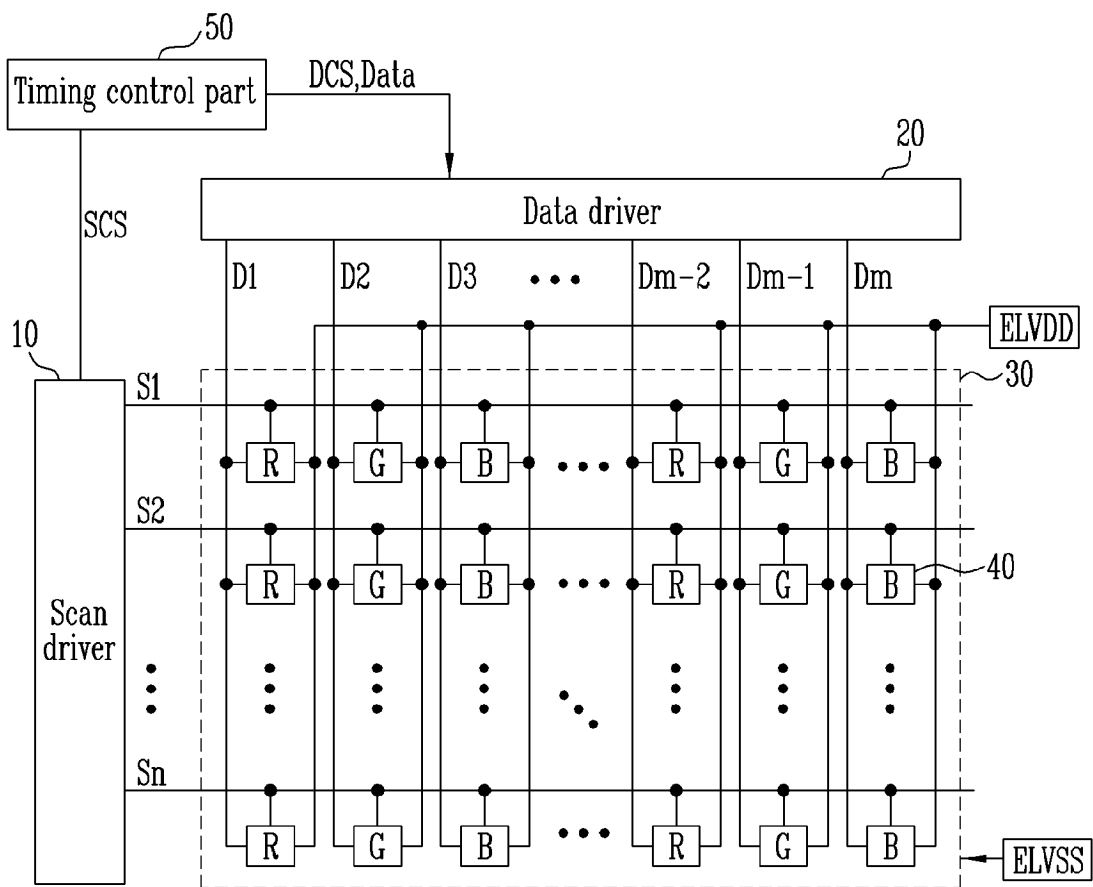 50
Timing control part
DCS,Data
SCS
20
Data driver
D1 D2 D3 Dm-2 Dm-1 Dm
ELVDD
10
30
S1
R G B R G B
S2
R G B R G B
40
Scan
driver
Sn
R G B R G B
ELVSS